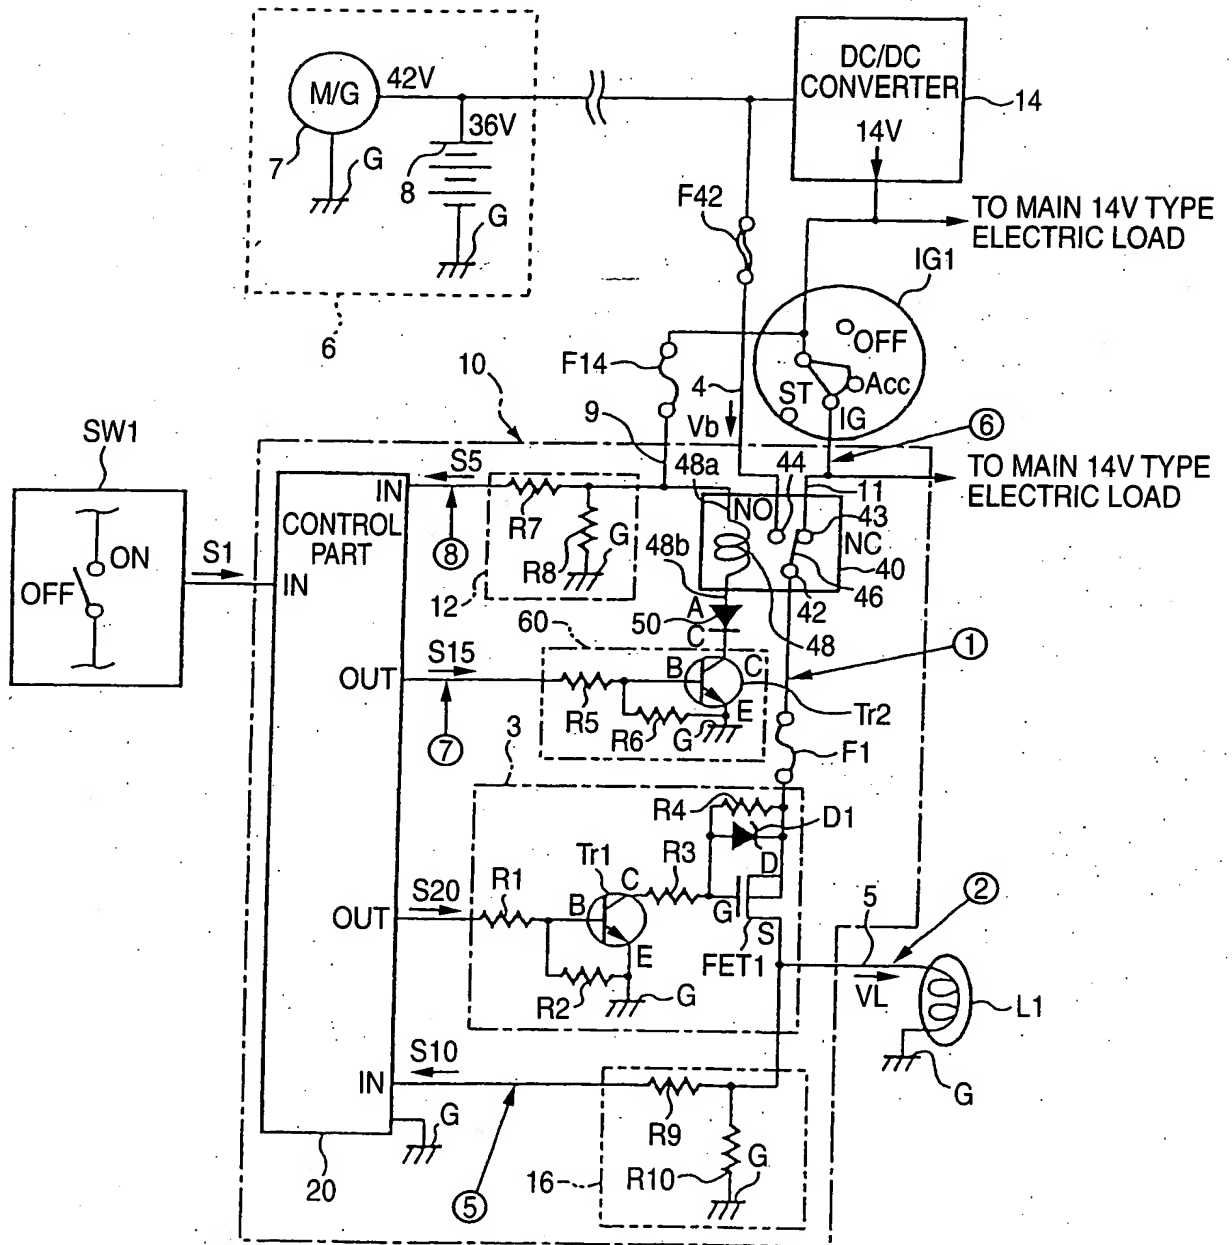 M/G
42V
36V
7
G
8
G
6
DC/DC
CONVERTER
14V
14
TO MAIN 14V TYPE
ELECTRIC LOAD
F42
IG1
OFF
Acc
ST
IG
F14
4
Vb
9
10
⑥
TO MAIN 14V TYPE
ELECTRIC LOAD
SW1
ON
OFF
S1
IN
CONTROL
PART
IN
S5
⑧
R7
R8
G
12
48a
NO
44
11
43
NC
40
46
42
48
48b
A
50
C
60
①
OUT
S15
⑦
R5
R6
B
C
E
G
Tr2
F1
3
R4
D1
D
Tr1
C
R3
G
S
FET1
OUT
S20
R1
B
E
R2
G
5
②
VL
L1
G
S10
IN
⑤
R9
R10
G
16
G
20